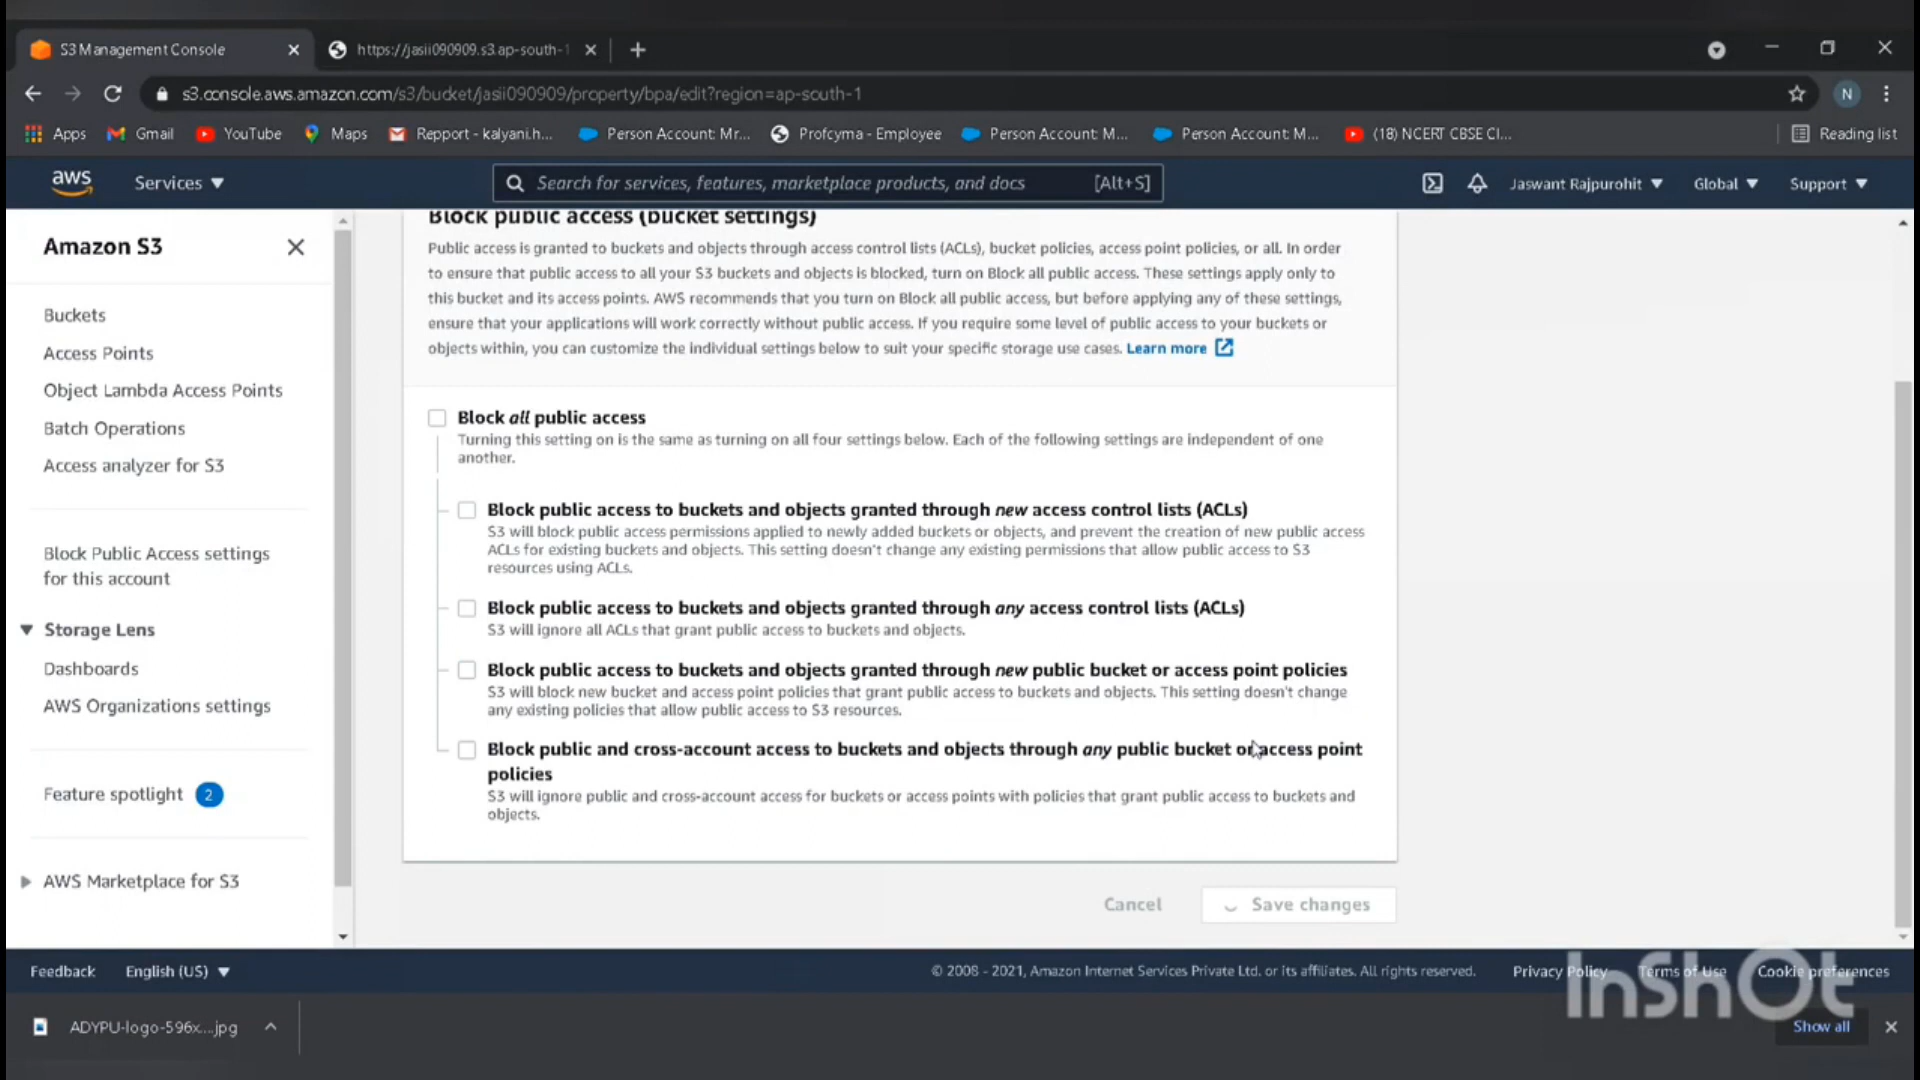 S3 Management Console
https://jasii090909.s3.ap-south-1
s3.console.aws.amazon.com/s3/bucket/jasii090909/property/bpa/edit?region=ap-south-1
N
Apps
Gmail
YouTube
Maps
Repport - kalyani.h...
Person Account: Mr...
Profcyma - Employee
Person Account: M...
Person Account: M...
(18) NCERT CBSE Cl...
Reading list
aws
Services
Search for services, features, marketplace products, and docs
[Alt+S]
Jaswant Rajpurohit
Global
Support
Amazon S3
Buckets
Access Points
Object Lambda Access Points
Batch Operations
Access analyzer for S3
Block Public Access settings
for this account
Storage Lens
Dashboards
AWS Organizations settings
Feature spotlight 2
AWS Marketplace for S3
Block public access (bucket settings)
Public access is granted to buckets and objects through access control lists (ACLs), bucket policies, access point policies, or all. In order
to ensure that public access to all your S3 buckets and objects is blocked, turn on Block all public access. These settings apply only to
this bucket and its access points. AWS recommends that you turn on Block all public access, but before applying any of these settings,
ensure that your applications will work correctly without public access. If you require some level of public access to your buckets or
objects within, you can customize the individual settings below to suit your specific storage use cases. Learn more
Block all public access
Turning this setting on is the same as turning on all four settings below. Each of the following settings are independent of one
another.
Block public access to buckets and objects granted through new access control lists (ACLs)
S3 will block public access permissions applied to newly added buckets or objects, and prevent the creation of new public access
ACLs for existing buckets and objects. This setting doesn't change any existing permissions that allow public access to S3
resources using ACLs.
Block public access to buckets and objects granted through any access control lists (ACLs)
S3 will ignore all ACLs that grant public access to buckets and objects.
Block public access to buckets and objects granted through new public bucket or access point policies
S3 will block new bucket and access point policies that grant public access to buckets and objects. This setting doesn't change
any existing policies that allow public access to S3 resources.
Block public and cross-account access to buckets and objects through any public bucket or access point
policies
S3 will ignore public and cross-account access for buckets or access points with policies that grant public access to buckets and
objects.
Cancel
Save changes
Feedback
English (US)
© 2008 - 2021, Amazon Internet Services Private Ltd. or its affiliates. All rights reserved.
Privacy Policy
Terms of Use
Cookie preferences
InShOt
ADYPU-logo-596x....jpg
Show all